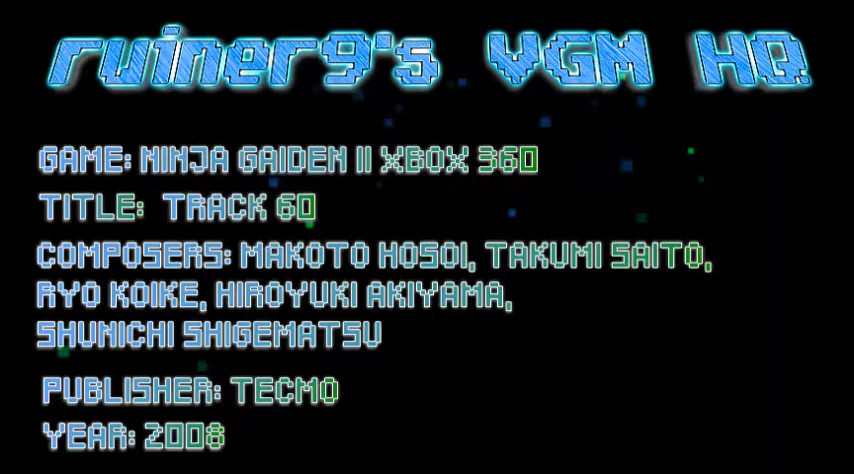 ruiner9's VGM HQ
GAME: NINJA GAIDEN II XBOX 360
TITLE: TRACK 60
COMPOSERS: MAKOTO HOSOI, TAKUMI SAITO,
RYO KOIKE, HIROYUKI AKIYAMA,
SHUNICHI SHIGEMATSU
PUBLISHER: TECMO
YEAR: 2008